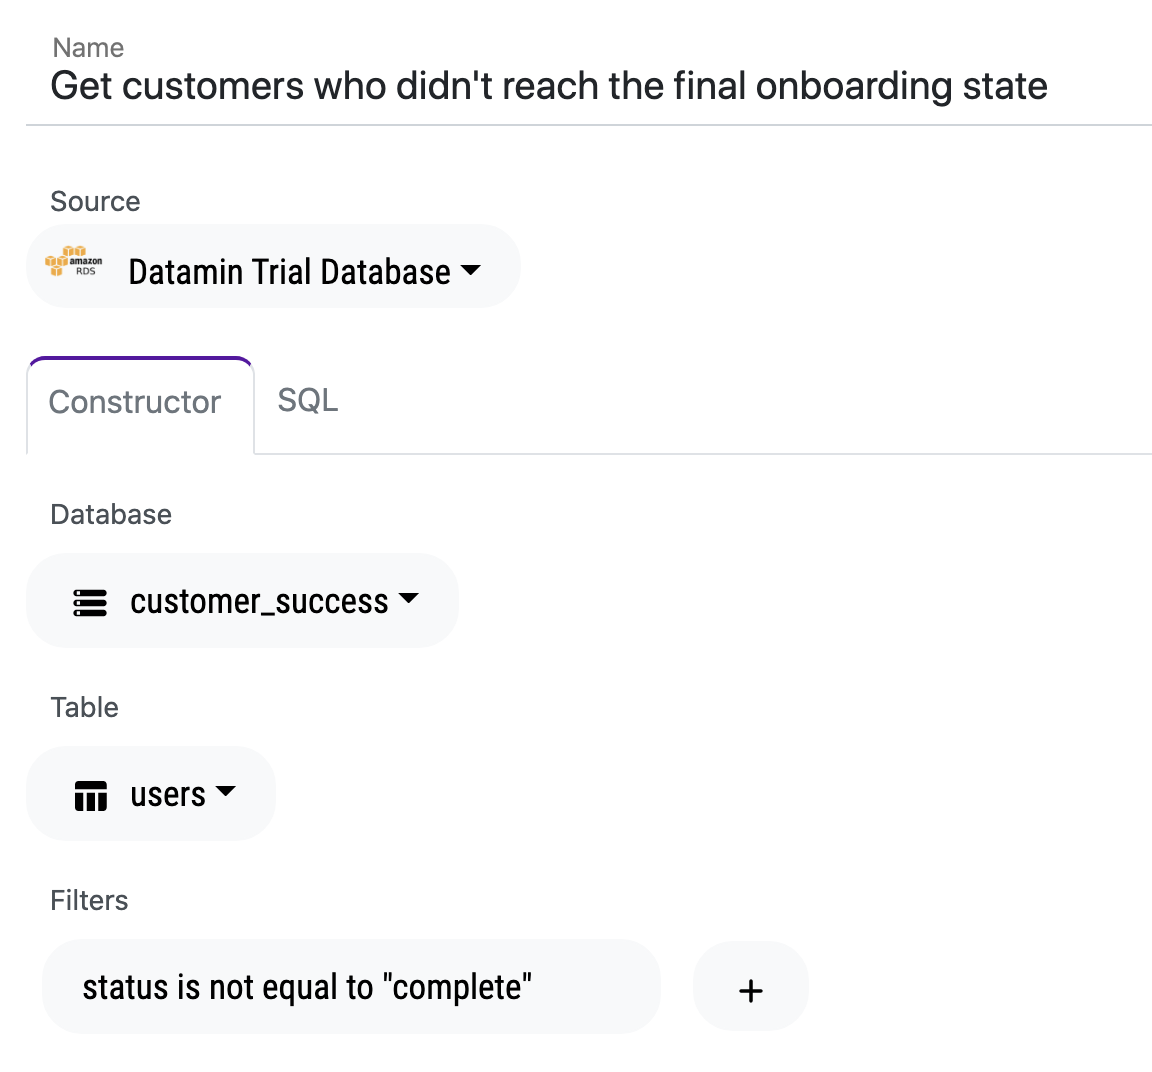 Name
Get customers who didn't reach the final onboarding state
Source
amazon
RDS
Datamin Trial Database
Constructor
SQL
Database
customer_success
Table
users
Filters
status is not equal to "complete"
+